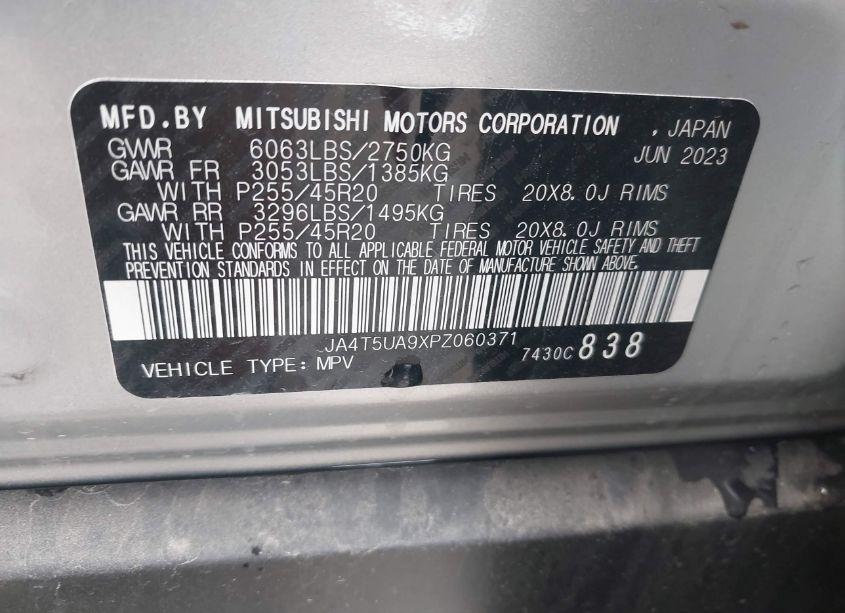 MFD.BY MITSUBISHI MOTORS CORPORATION , JAPAN
GVWR 6063LBS/2750KG JUN 2023
GAWR FR 3053LBS/1385KG
WITH P255/45R20 TIRES 20X8.0J RIMS
GAWR RR 3296LBS/1495KG
WITH P255/45R20 TIRES 20X8.0J RIMS
THIS VEHICLE CONFORMS TO ALL APPLICABLE FEDERAL MOTOR VEHICLE SAFETY AND THEFT
PREVENTION STANDARDS IN EFFECT ON THE DATE OF MANUFACTURE SHOWN ABOVE.
JA4T5UA9XPZ060371
VEHICLE TYPE: MPV 7430C 838